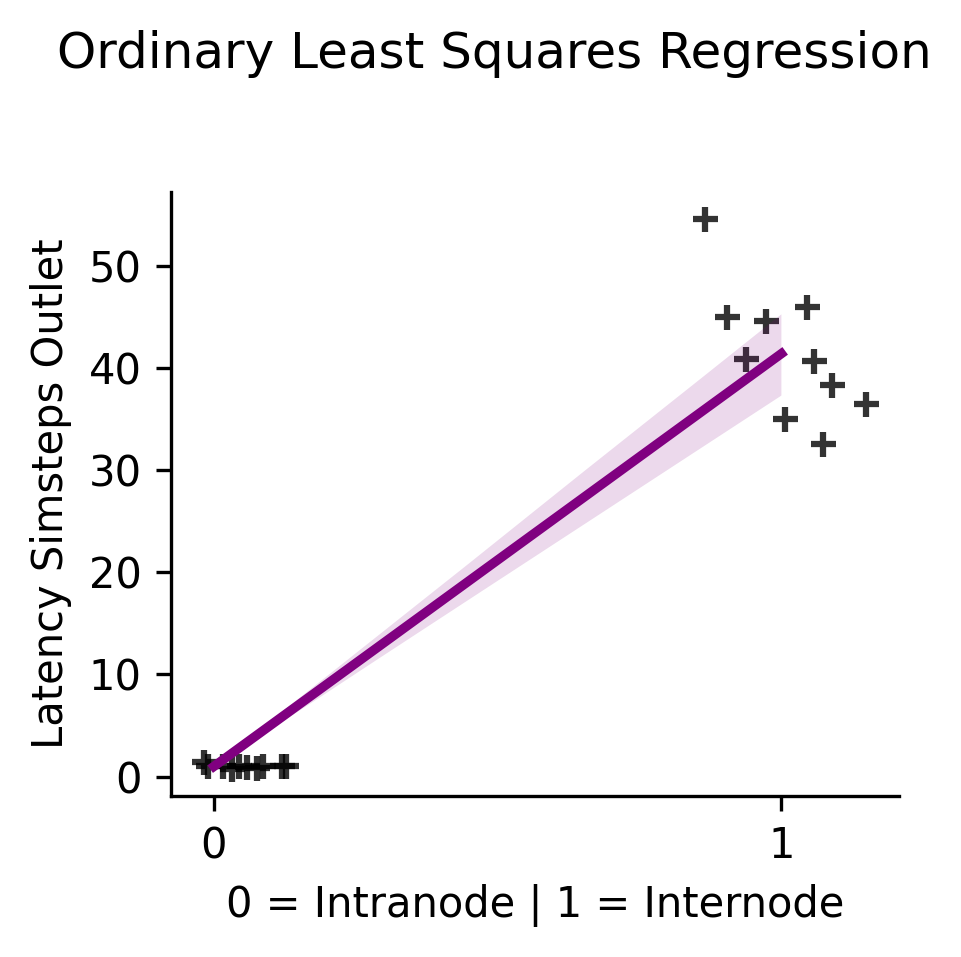 Ordinary Least Squares Regression
Latency Simsteps Outlet
50
40
30
20
10
0
0
1
0 = Intranode | 1 = Internode